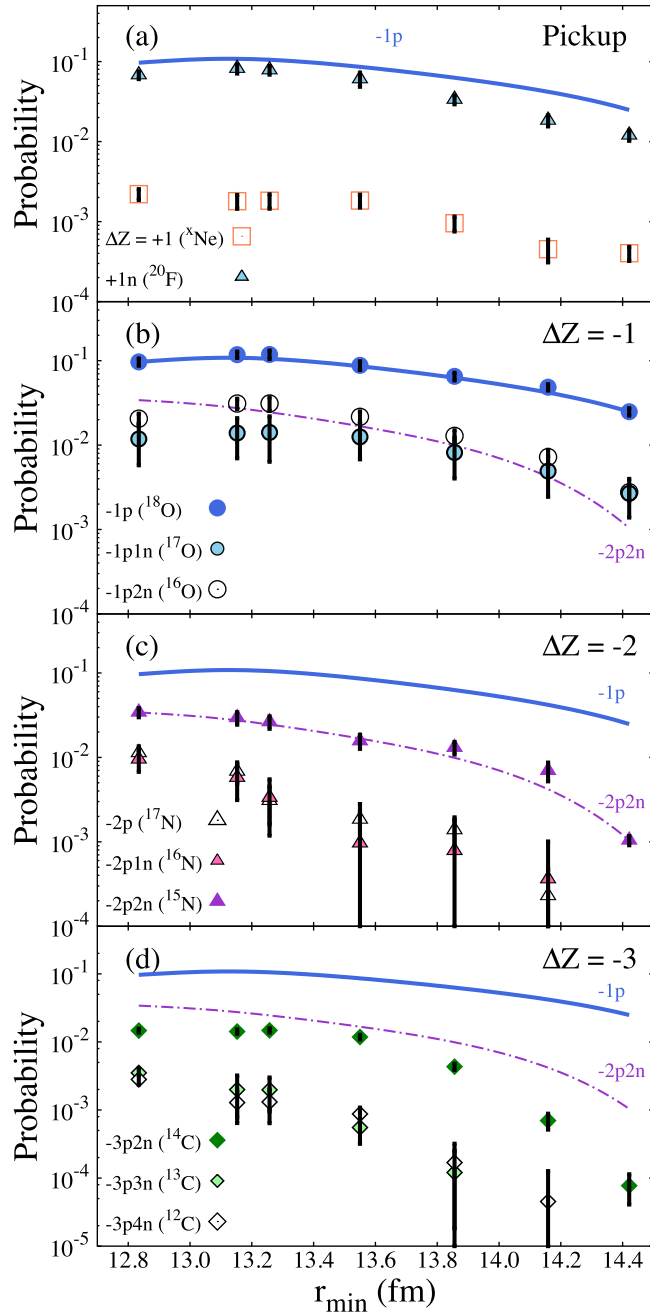 (a)
-1p
Pickup
Probability
10⁻¹
10⁻²
10⁻³
10⁻⁴
ΔZ = +1 (ˣNe)
+1n (²⁰F)
(b)
ΔZ = -1
Probability
10⁻¹
10⁻²
10⁻³
10⁻⁴
-1p (¹⁸O)
-1p1n (¹⁷O)
-1p2n (¹⁶O)
-2p2n
(c)
ΔZ = -2
Probability
10⁻¹
10⁻²
10⁻³
10⁻⁴
-1p
-2p2n
-2p (¹⁷N)
-2p1n (¹⁶N)
-2p2n (¹⁵N)
(d)
ΔZ = -3
Probability
10⁻¹
10⁻²
10⁻³
10⁻⁴
10⁻⁵
-1p
-2p2n
-3p2n (¹⁴C)
-3p3n (¹³C)
-3p4n (¹²C)
12.8 13.0 13.2 13.4 13.6 13.8 14.0 14.2 14.4
r_min (fm)